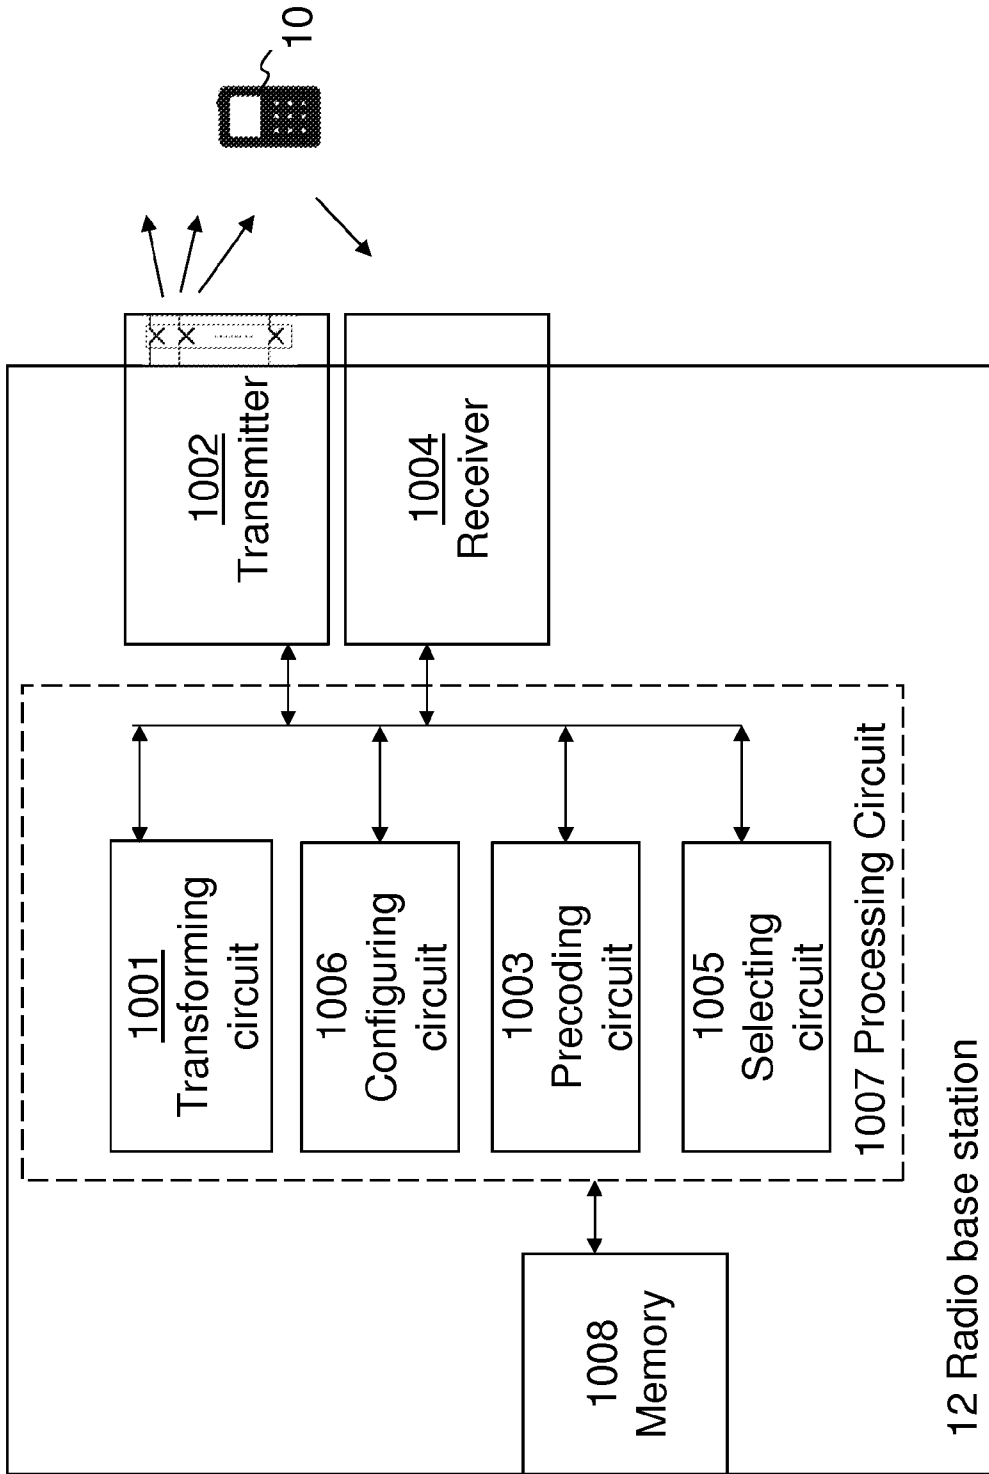 10
1002
Transmitter
1004
Receiver
1001
Transforming
circuit
1006
Configuring
circuit
1003
Precoding
circuit
1005
Selecting
circuit
1007 Processing Circuit
1008
Memory
12 Radio base station